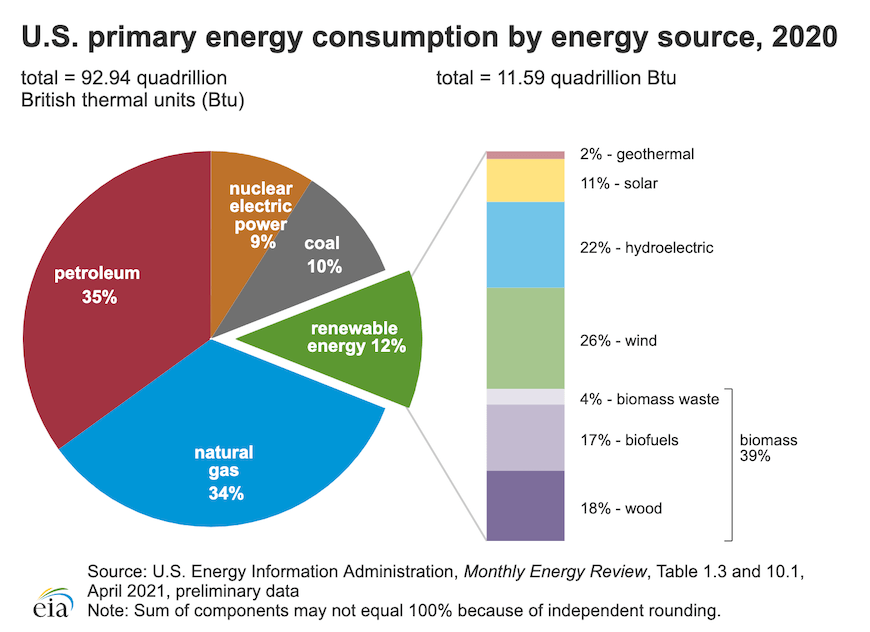 U.S. primary energy consumption by energy source, 2020
total = 92.94 quadrillion
British thermal units (Btu)
total = 11.59 quadrillion Btu
nuclear
electric
power
9%
coal
10%
petroleum
35%
renewable
energy 12%
natural
gas
34%
2% - geothermal
11% - solar
22% - hydroelectric
26% - wind
4% - biomass waste
17% - biofuels
18% - wood
biomass
39%
Source: U.S. Energy Information Administration, Monthly Energy Review, Table 1.3 and 10.1,
April 2021, preliminary data
Note: Sum of components may not equal 100% because of independent rounding.
eia